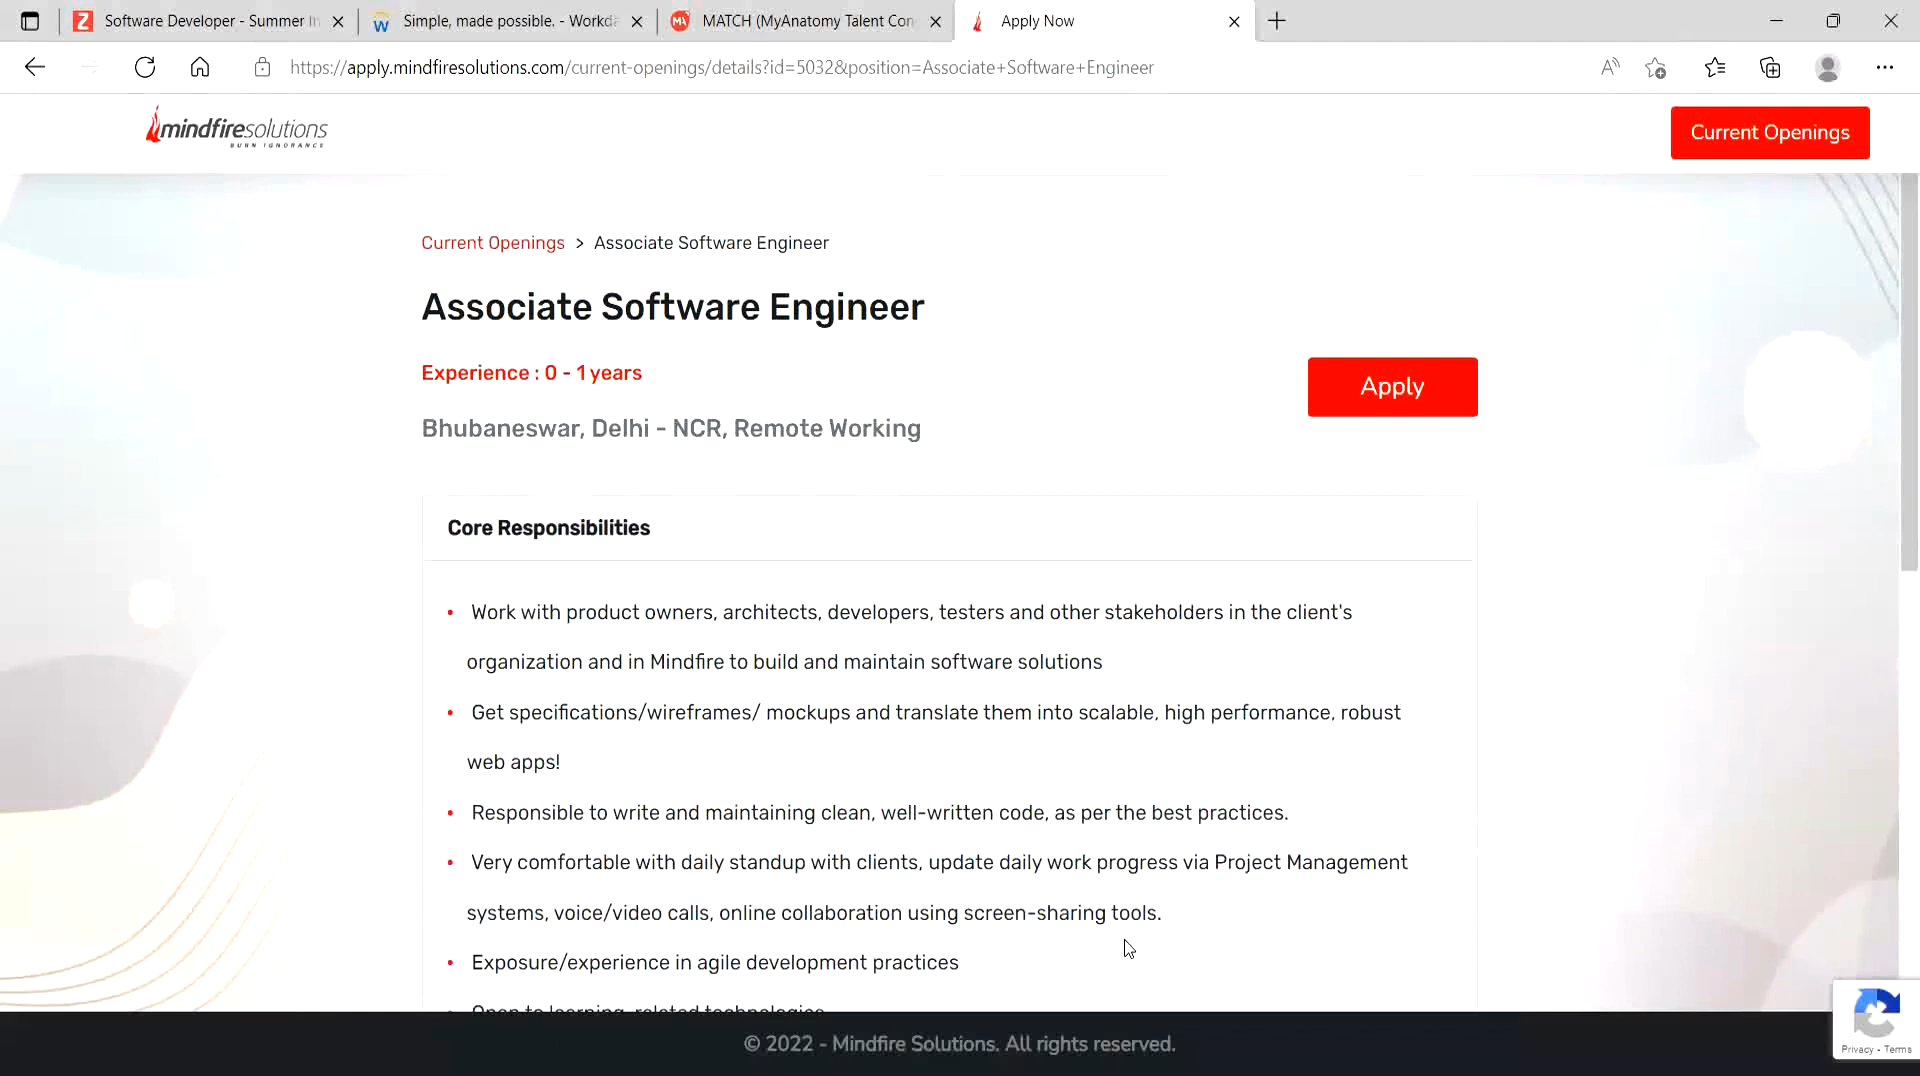 Software Developer - Summer In
Simple, made possible. - Workda
MATCH (MyAnatomy Talent Con
Apply Now
https://apply.mindfiresolutions.com/current-openings/details?id=5032&position=Associate+Software+Engineer
mindfiresolutions
BURN IGNORANCE
Current Openings
Current Openings > Associate Software Engineer
Associate Software Engineer
Experience : 0 - 1 years
Apply
Bhubaneswar, Delhi - NCR, Remote Working
Core Responsibilities
• Work with product owners, architects, developers, testers and other stakeholders in the client's
organization and in Mindfire to build and maintain software solutions
• Get specifications/wireframes/ mockups and translate them into scalable, high performance, robust
web apps!
• Responsible to write and maintaining clean, well-written code, as per the best practices.
• Very comfortable with daily standup with clients, update daily work progress via Project Management
systems, voice/video calls, online collaboration using screen-sharing tools.
• Exposure/experience in agile development practices
• Open to learning, related technologies
© 2022 - Mindfire Solutions. All rights reserved.
Privacy - Terms